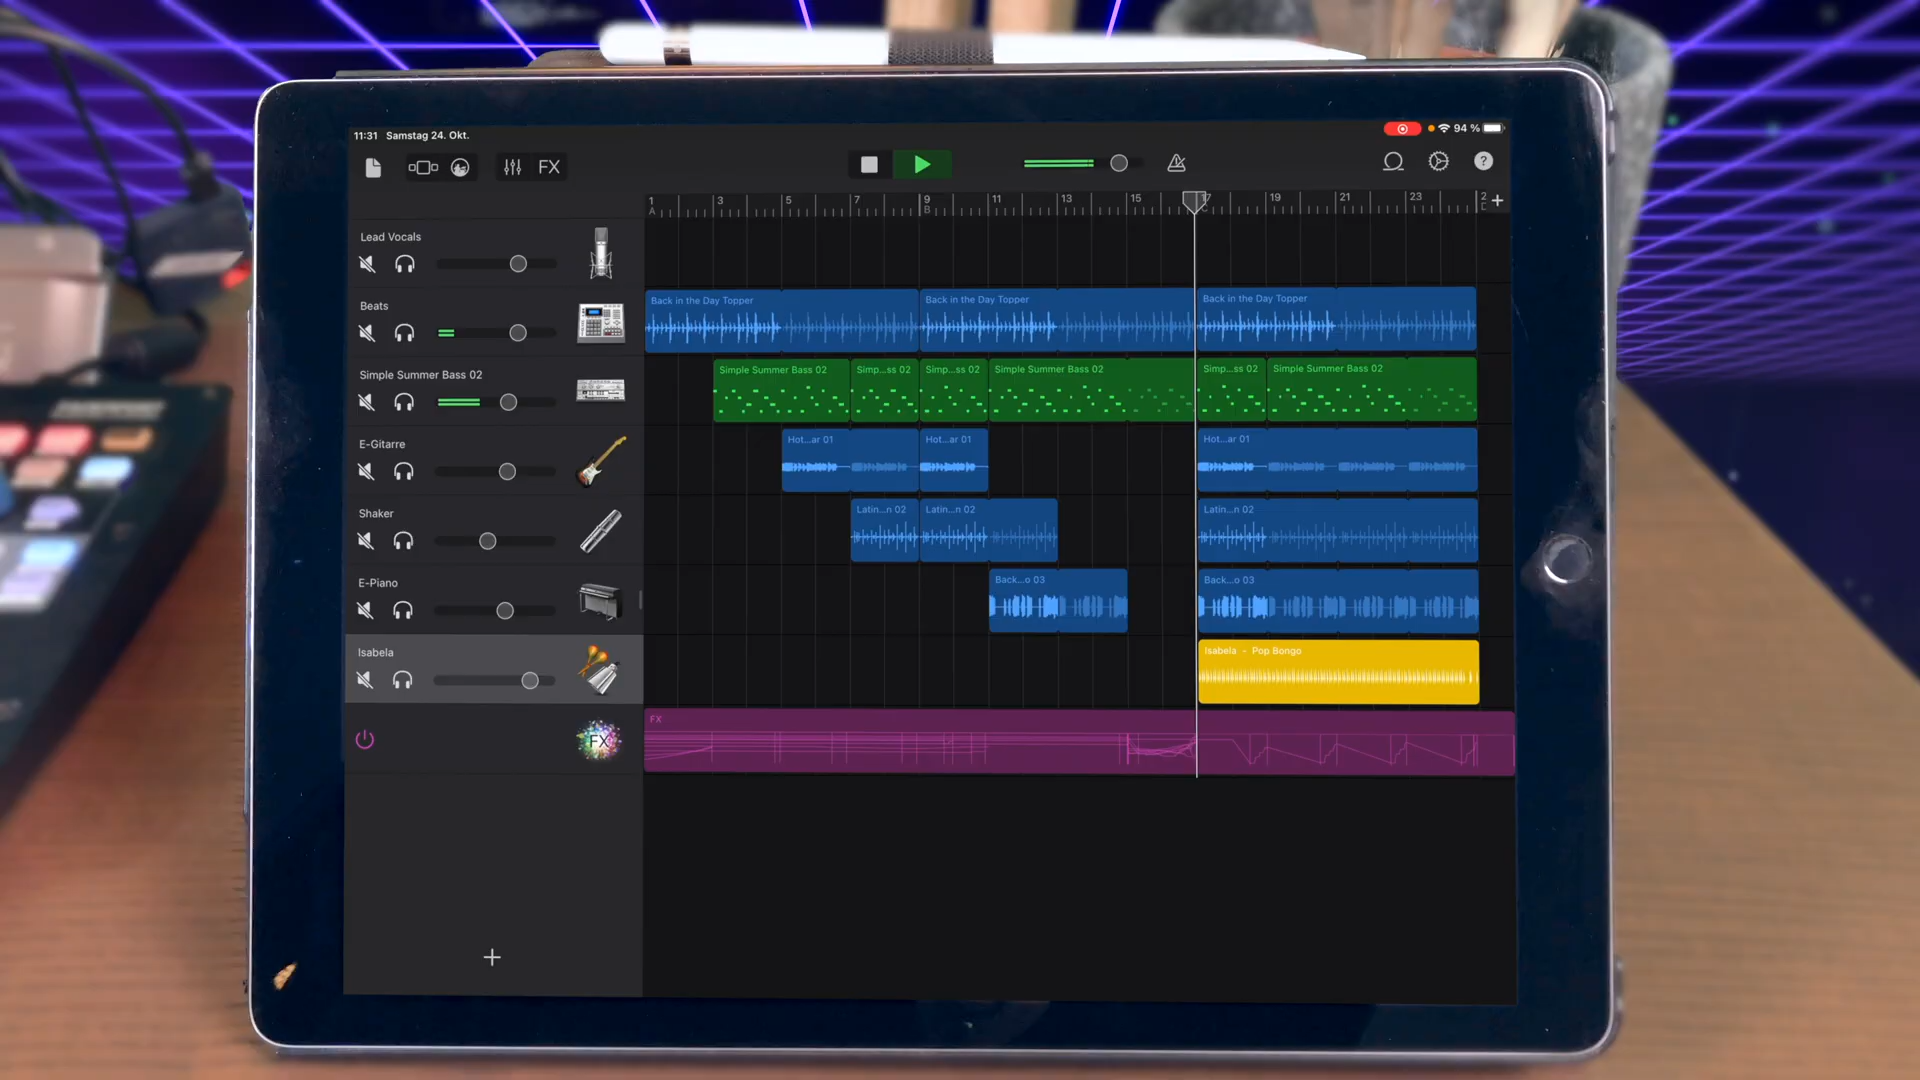 11:31 Samstag 24. Okt.
94 %
FX
1 3 5 7 9 11 13 15 17 19 21 23 2
A B C
Lead Vocals
Beats
Back in the Day Topper
Back in the Day Topper
Back in the Day Topper
Simple Summer Bass 02
Simple Summer Bass 02
Simp...ss 02
Simp...ss 02
Simple Summer Bass 02
Simp...ss 02
Simple Summer Bass 02
E-Gitarre
Hot...ar 01
Hot...ar 01
Hot...ar 01
Shaker
Latin...n 02
Latin...n 02
Latin...n 02
E-Piano
Back...o 03
Back...o 03
Isabela
Isabela - Pop Bongo
FX
FX